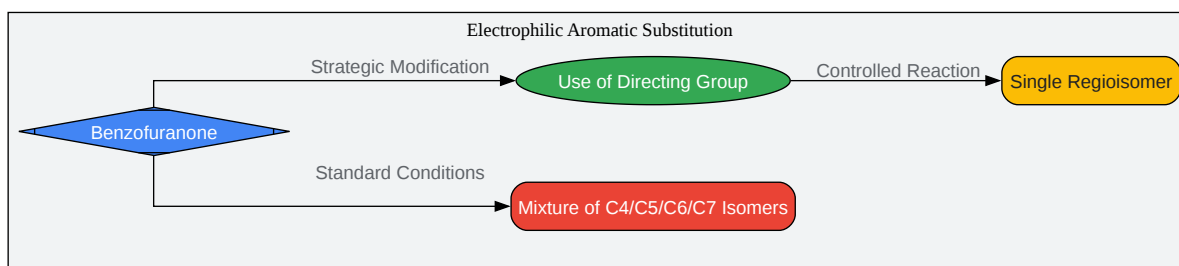 Electrophilic Aromatic Substitution
Strategic Modification
Use of Directing Group
Controlled Reaction
Single Regioisomer
Benzofuranone
Standard Conditions
Mixture of C4/C5/C6/C7 Isomers